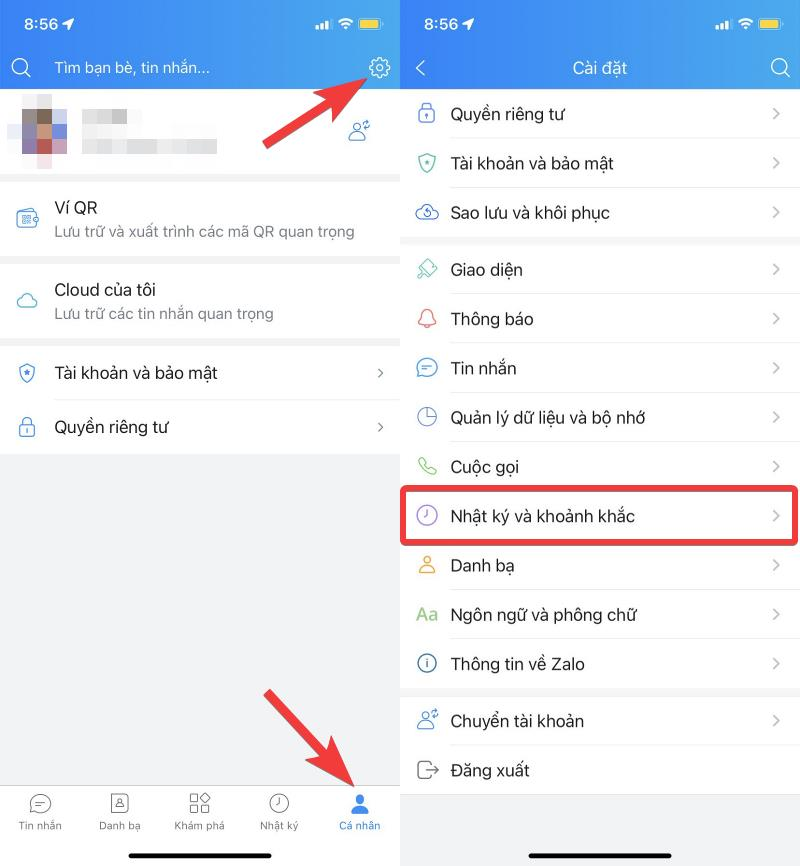 8:56
Tìm bạn bè, tin nhắn...
Ví QR
Lưu trữ và xuất trình các mã QR quan trọng
Cloud của tôi
Lưu trữ các tin nhắn quan trọng
Tài khoản và bảo mật
Quyền riêng tư
Tin nhắn
Danh bạ
Khám phá
Nhật ký
Cá nhân
8:56
Cài đặt
Quyền riêng tư
Tài khoản và bảo mật
Sao lưu và khôi phục
Giao diện
Thông báo
Tin nhắn
Quản lý dữ liệu và bộ nhớ
Cuộc gọi
Nhật ký và khoảnh khắc
Danh bạ
Aa Ngôn ngữ và phông chữ
Thông tin về Zalo
Chuyển tài khoản
Đăng xuất